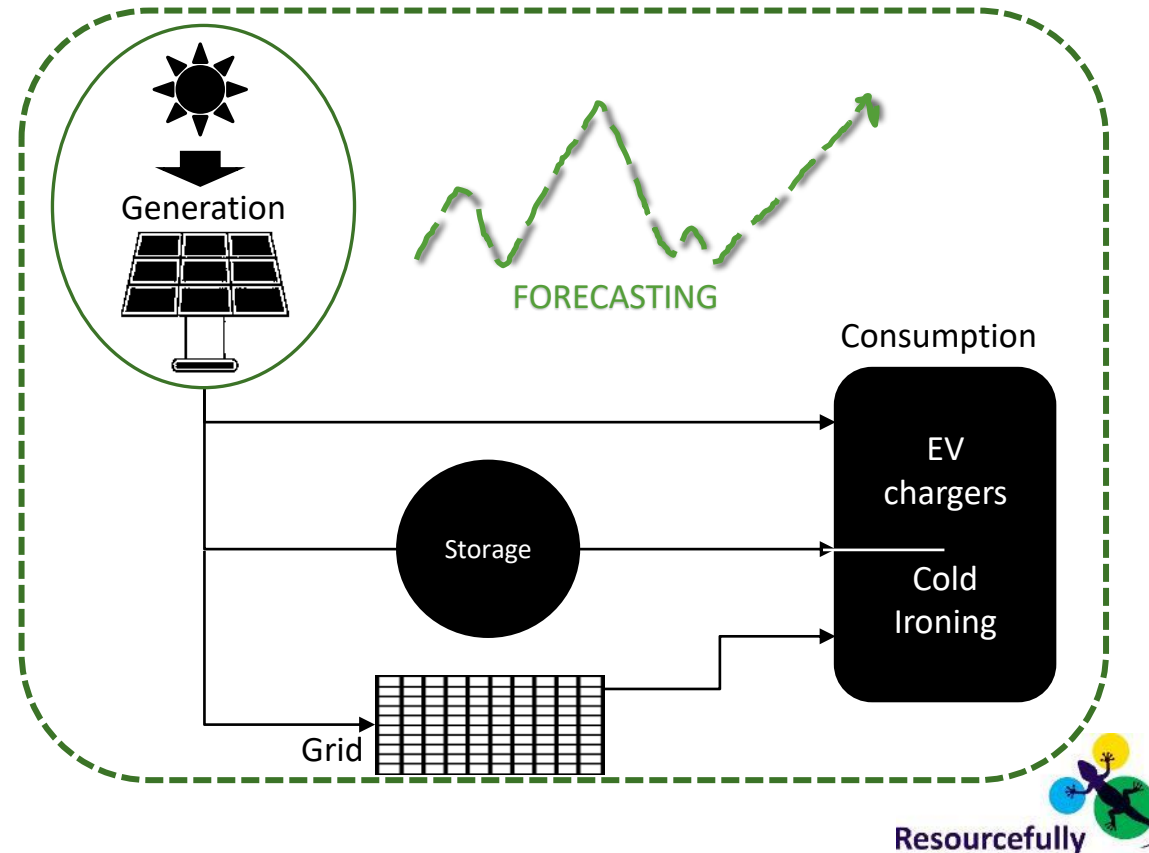 Generation
FORECASTING
Consumption
EV
chargers
Storage
Cold
Ironing
Grid
Resourcefully